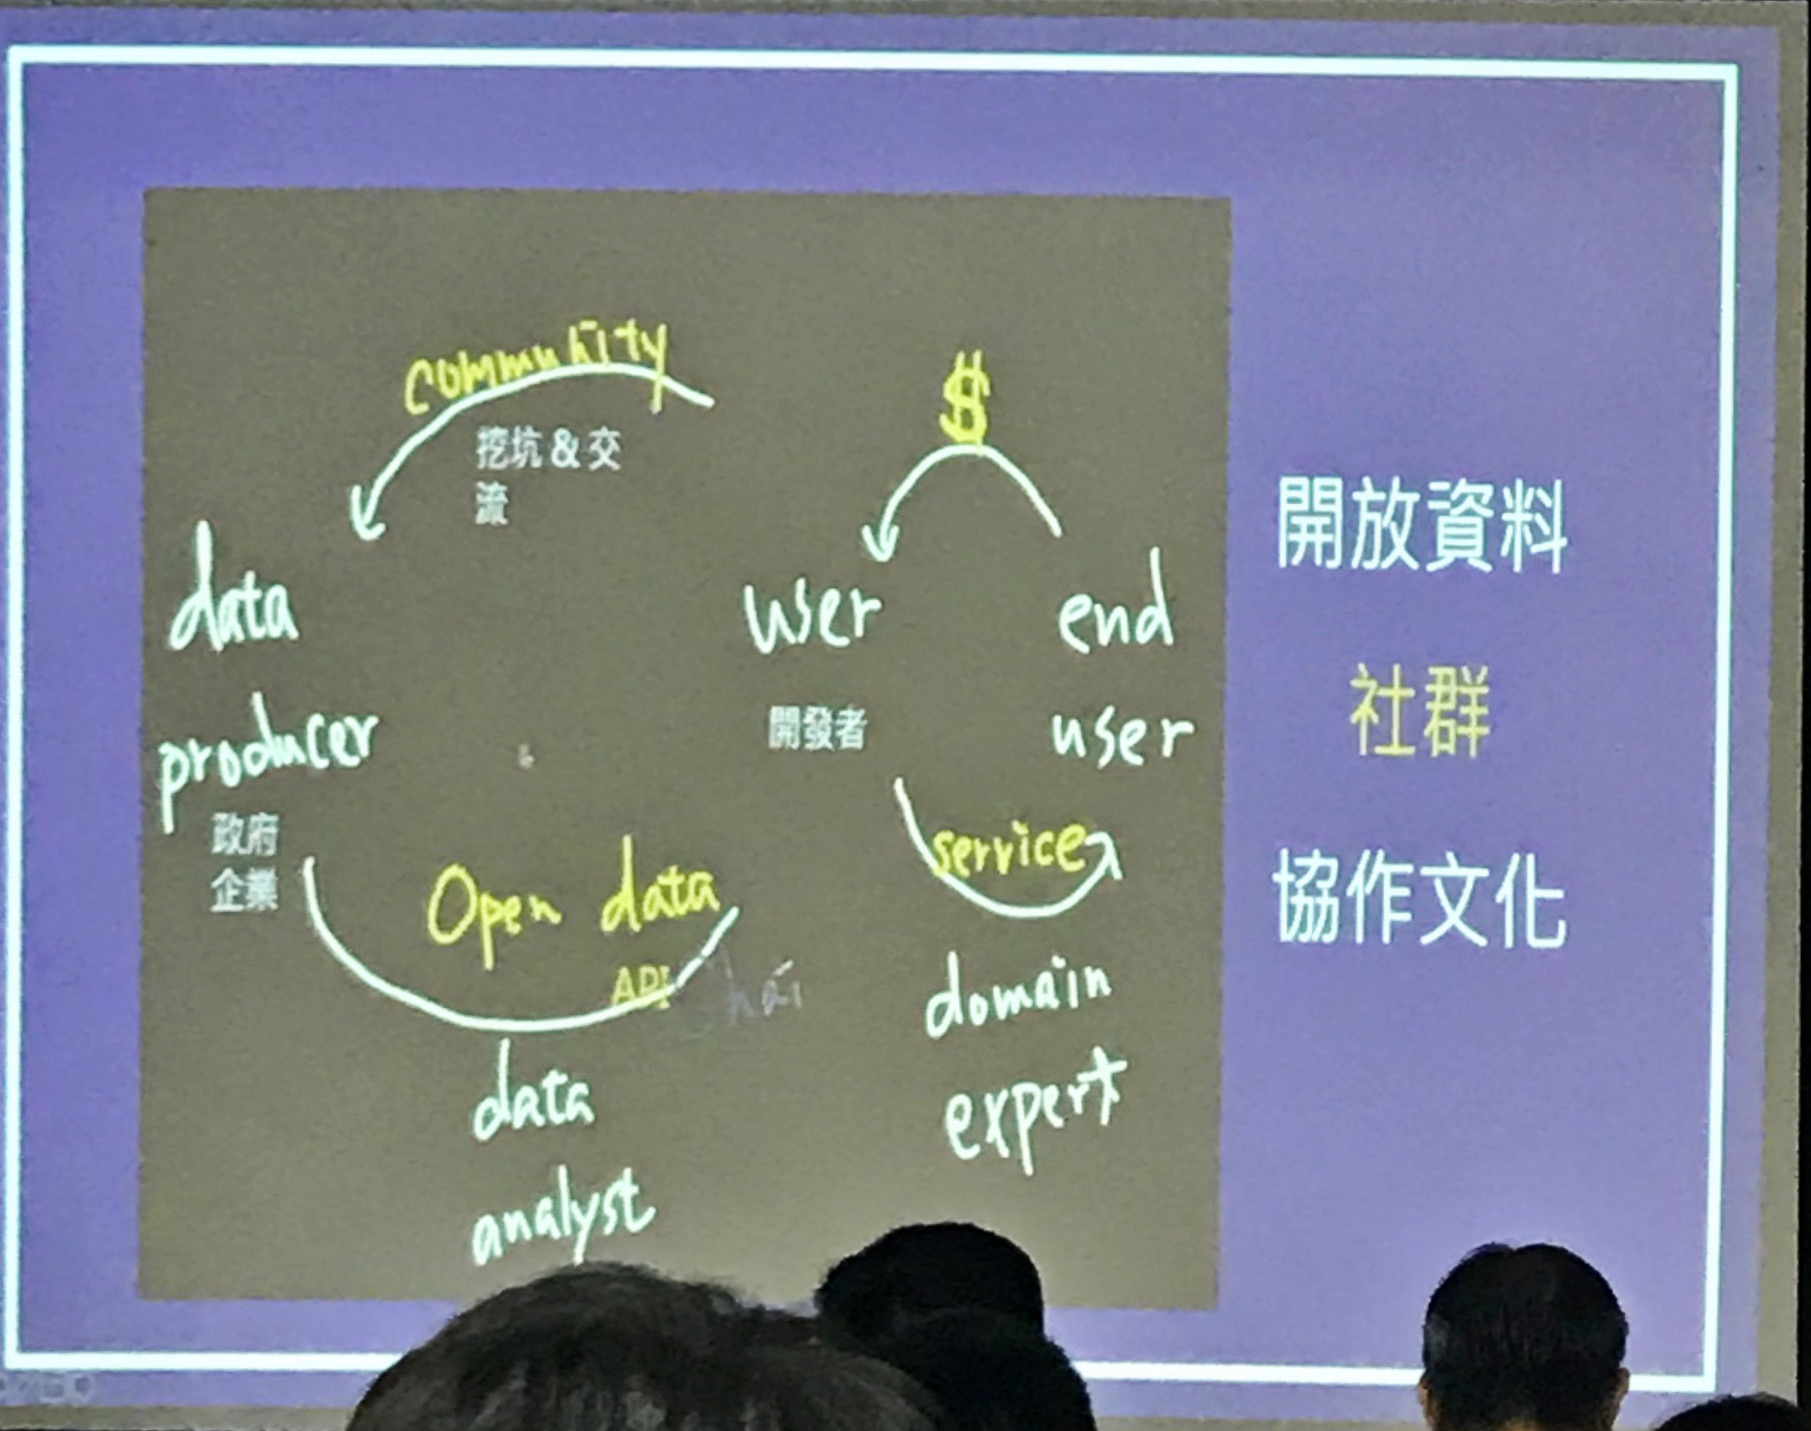 community
挖坑 & 交
流
$
data
producer
政府
企業
user
開發者
end
user
Open data
API
service
data
analyst
domain
expert
開放資料
社群
協作文化